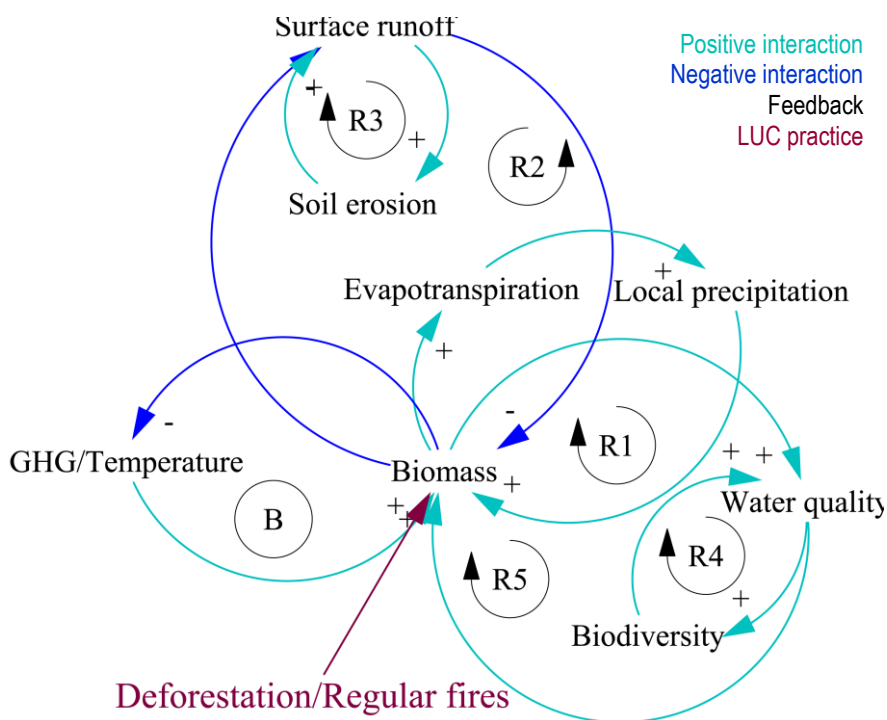 Surface runoff
Positive interaction
Negative interaction
Feedback
LUC practice
+
-
R3
+
R2
Soil erosion
Evapotranspiration
+
Local precipitation
+
-
-
R1
GHG/Temperature
Biomass
+
+
+
Water quality
+
+
B
R5
R4
+
Biodiversity
Deforestation/Regular fires